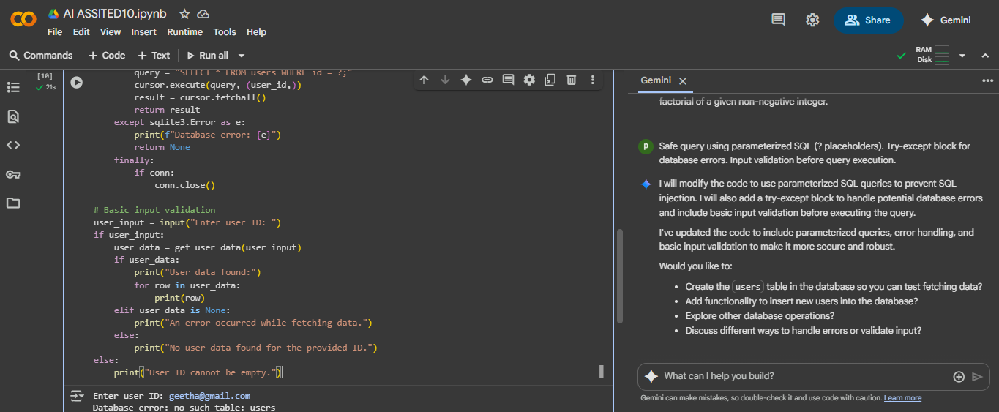 AI ASSITED10.ipynb
File Edit View Insert Runtime Tools Help
Share
Gemini
Commands + Code + Text Run all
RAM
Disk
[10]
21s
query = "SELECT * FROM users WHERE id = ?;"
cursor.execute(query, (user_id,))
result = cursor.fetchall()
return result
except sqlite3.Error as e:
print(f"Database error: {e}")
return None
finally:
if conn:
conn.close()
# Basic input validation
user_input = input("Enter user ID: ")
if user_input:
user_data = get_user_data(user_input)
if user_data:
print("User data found:")
for row in user_data:
print(row)
elif user_data is None:
print("An error occurred while fetching data.")
else:
print("No user data found for the provided ID.")
else:
print("User ID cannot be empty.")
Enter user ID: geetha@gmail.com
Database error: no such table: users
Gemini
factorial of a given non-negative integer.
P
Safe query using parameterized SQL (? placeholders). Try-except block for
database errors. Input validation before query execution.
I will modify the code to use parameterized SQL queries to prevent SQL
injection. I will also add a try-except block to handle potential database errors
and include basic input validation before executing the query.
I've updated the code to include parameterized queries, error handling, and
basic input validation to make it more secure and robust.
Would you like to:
• Create the users table in the database so you can test fetching data?
• Add functionality to insert new users into the database?
• Explore other database operations?
• Discuss different ways to handle errors or validate input?
What can I help you build?
Gemini can make mistakes, so double-check it and use code with caution. Learn more